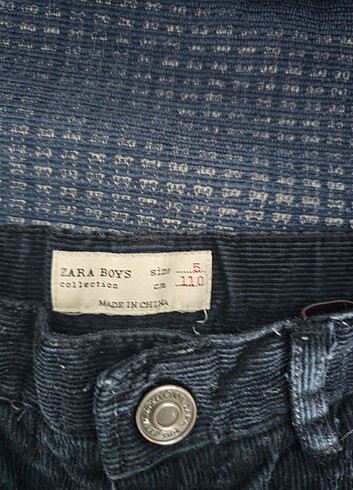 ZARA BOYS size ......5.
collection cm ..110
MADE IN CHINA